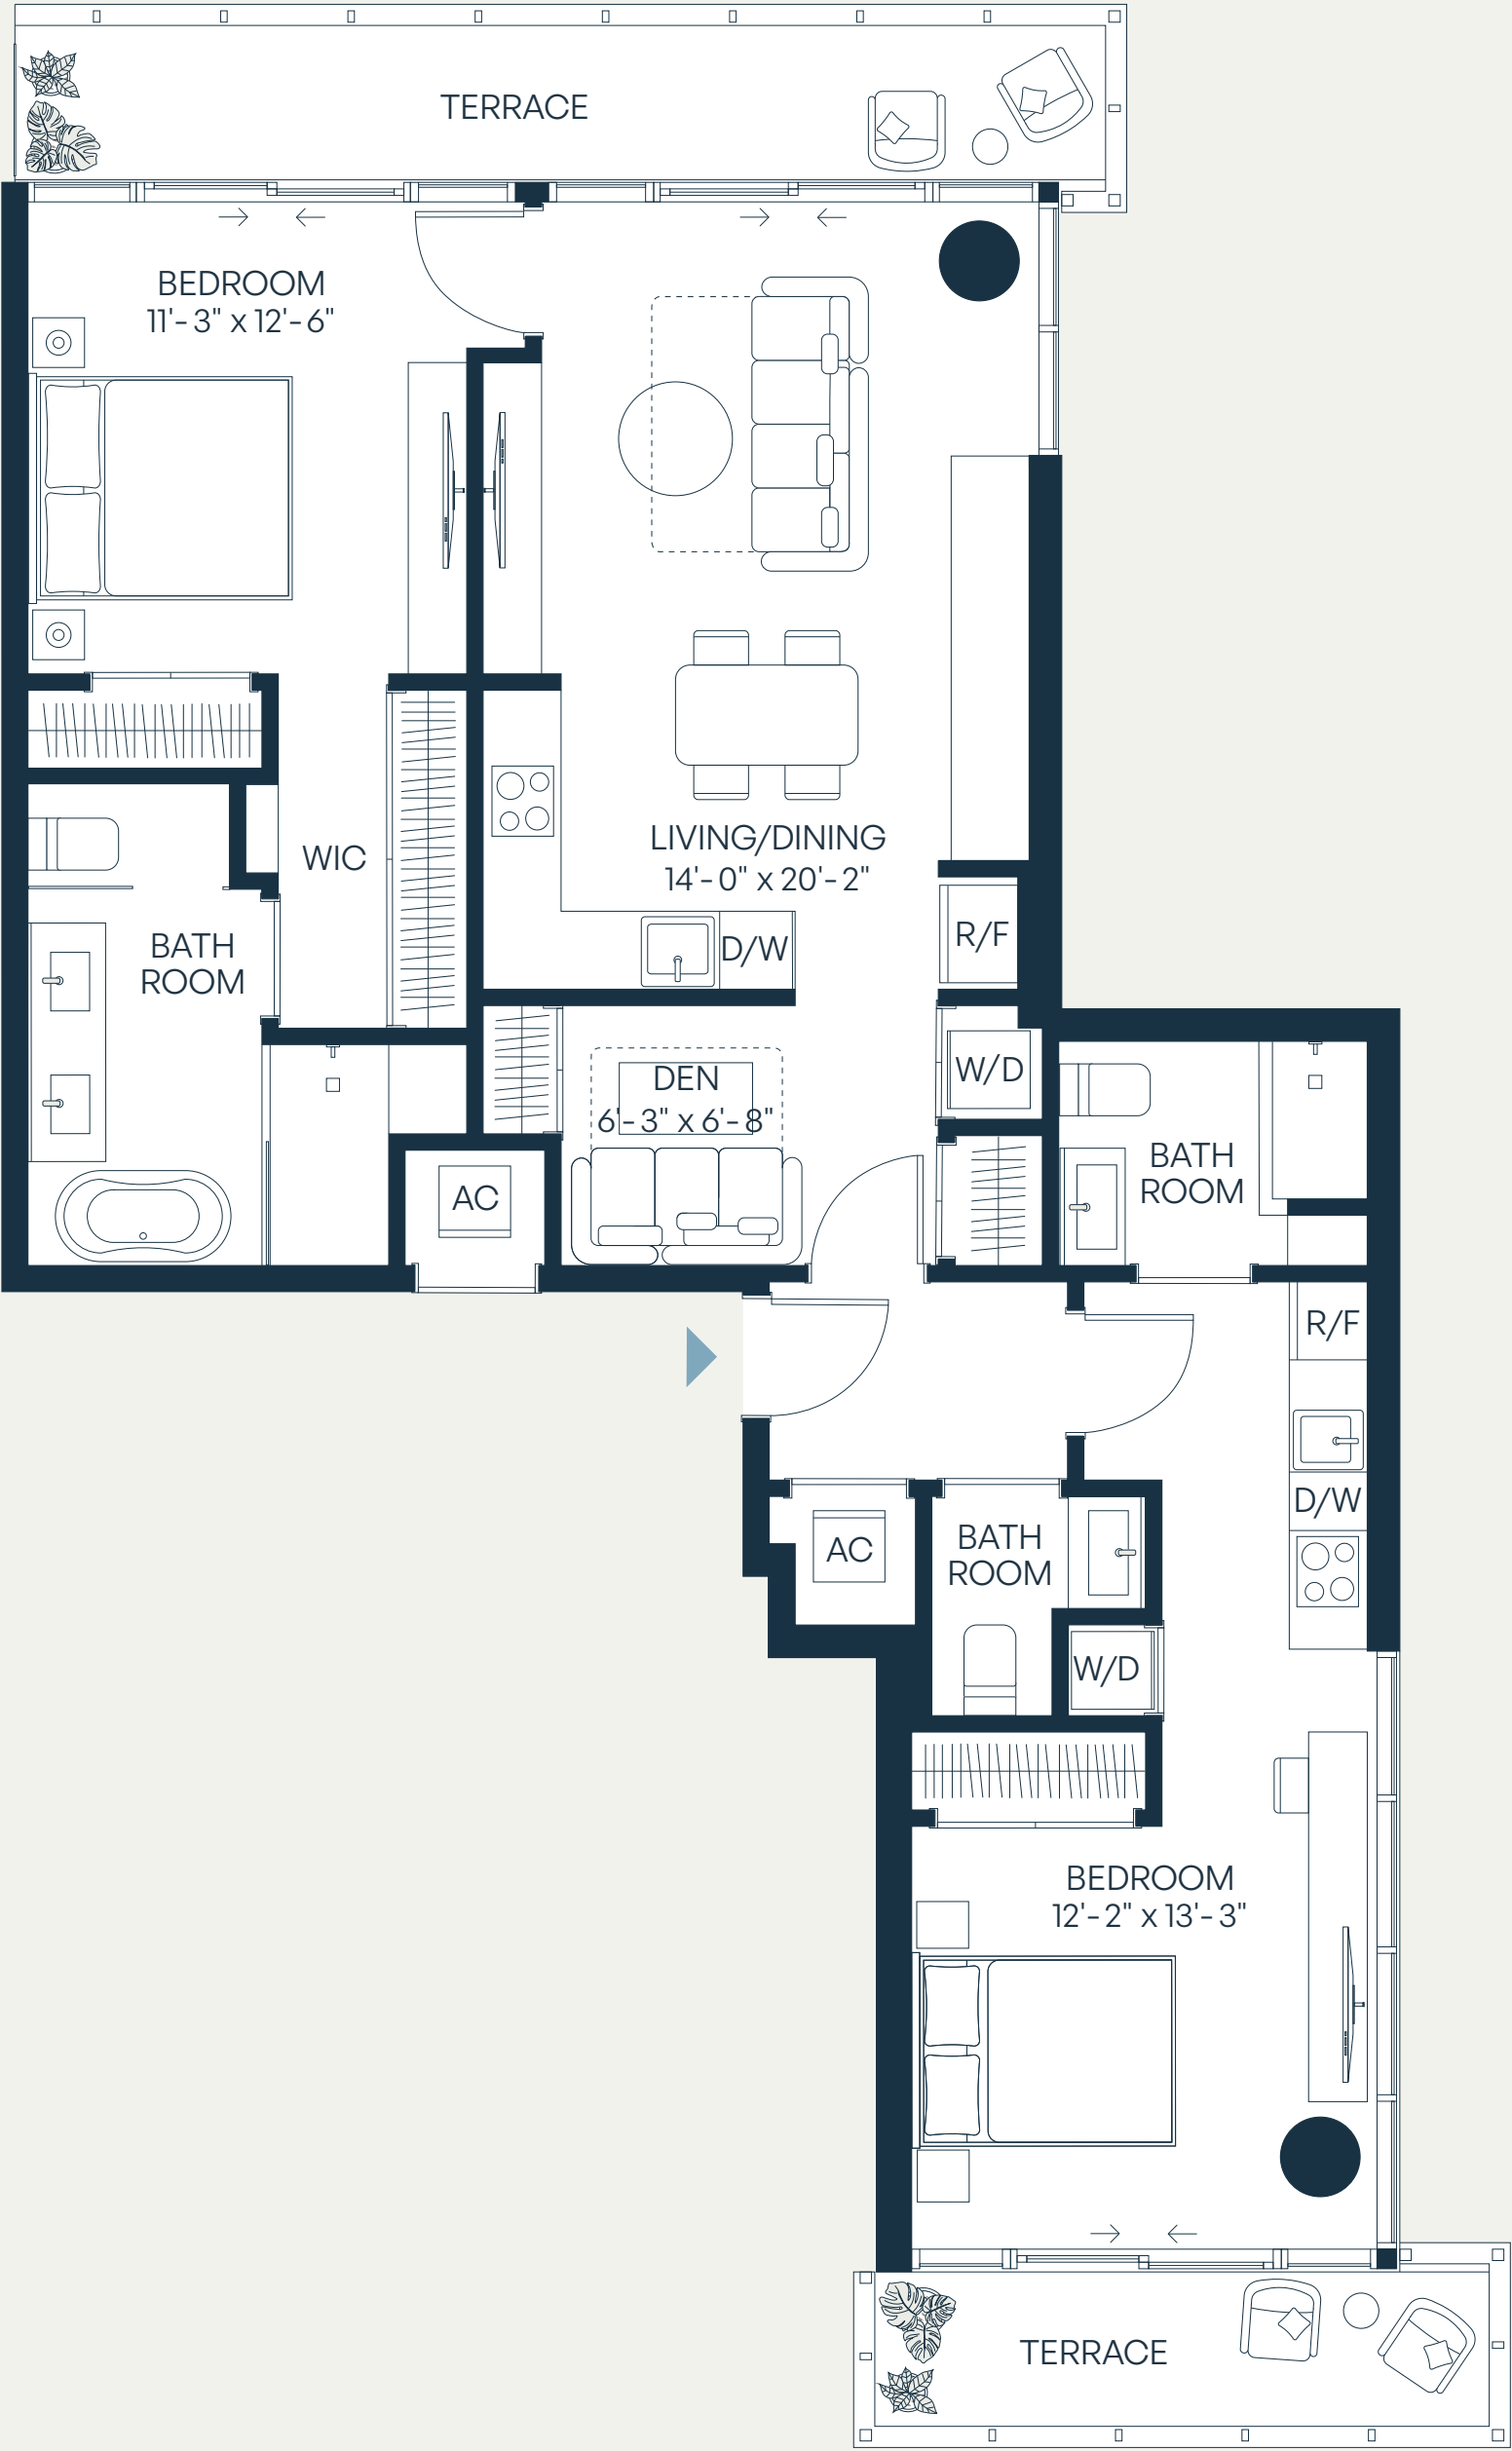 TERRACE
BEDROOM
11'-3" x 12'-6"
LIVING/DINING
14'-0" x 20'-2"
WIC
R/F
BATH
ROOM
D/W
W/D
DEN
6'-3" x 6'-8"
BATH
ROOM
AC
R/F
D/W
BATH
ROOM
AC
W/D
BEDROOM
12'-2" x 13'-3"
TERRACE